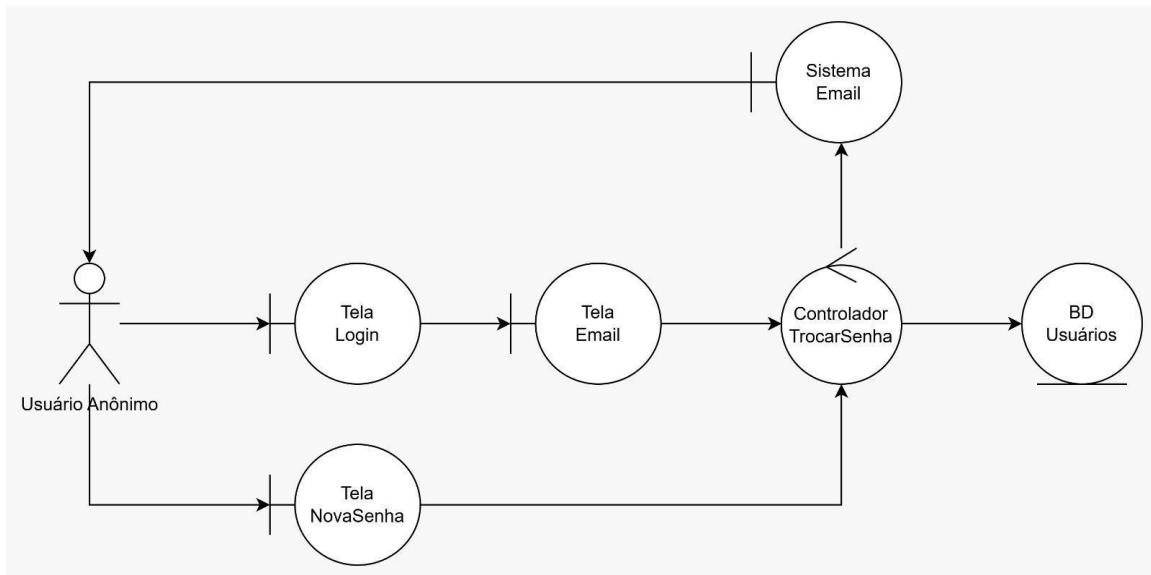 Sistema
Email
Tela
Login
Tela
Email
Controlador
TrocarSenha
BD
Usuários
Usuário Anônimo
Tela
NovaSenha